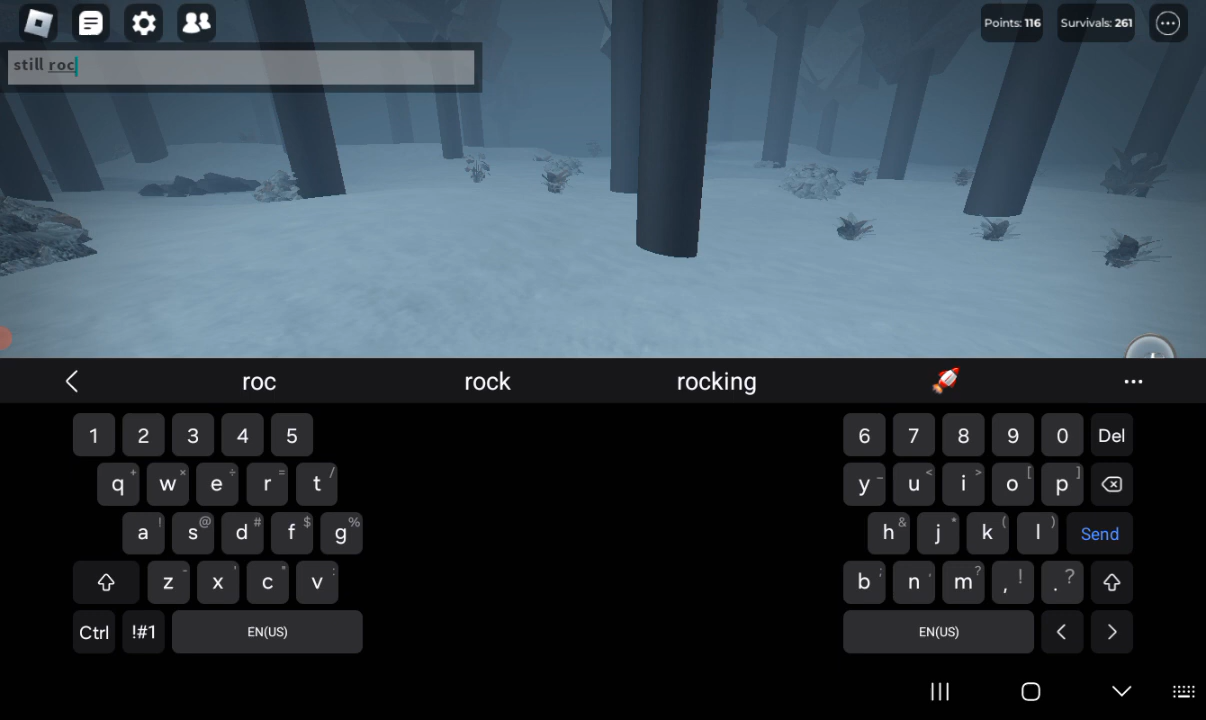 Points: 116
Survivals: 261
still roc
roc rock rocking
1 2 3 4 5 6 7 8 9 0 Del
q + w × e ÷ r = t / y _ u < i > o [ p ]
a ! s @ d # f $ g % h & j * k ( l ) Send
z - x ' c " v : b ; n , m ? , ! . ?
Ctrl !#1 EN(US) EN(US) < >